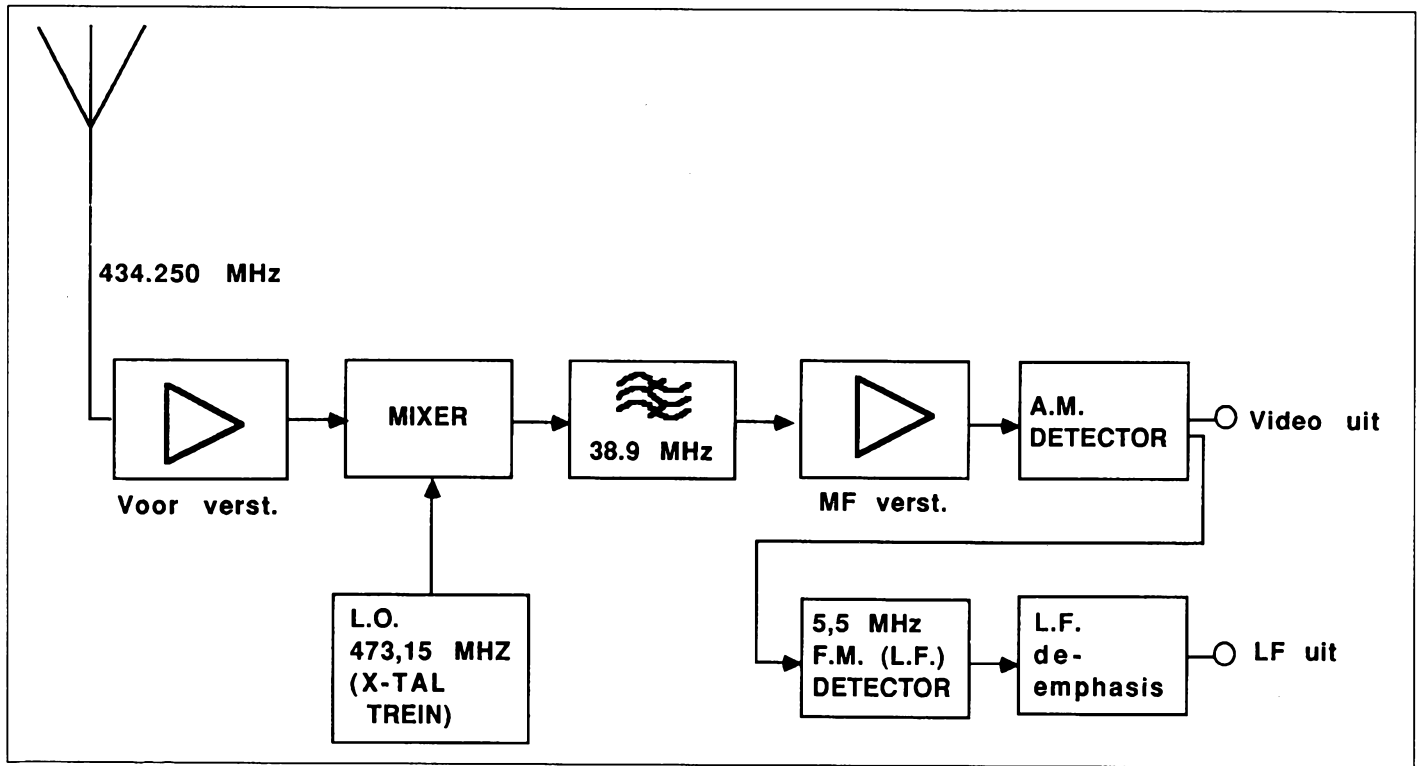 434.250 MHz
MIXER
38.9 MHz
A.M.
DETECTOR
Video uit
Voor verst.
MF verst.
L.O.
473,15 MHZ
(X-TAL
TREIN)
5,5 MHz
F.M. (L.F.)
DETECTOR
L.F.
de-
emphasis
LF uit